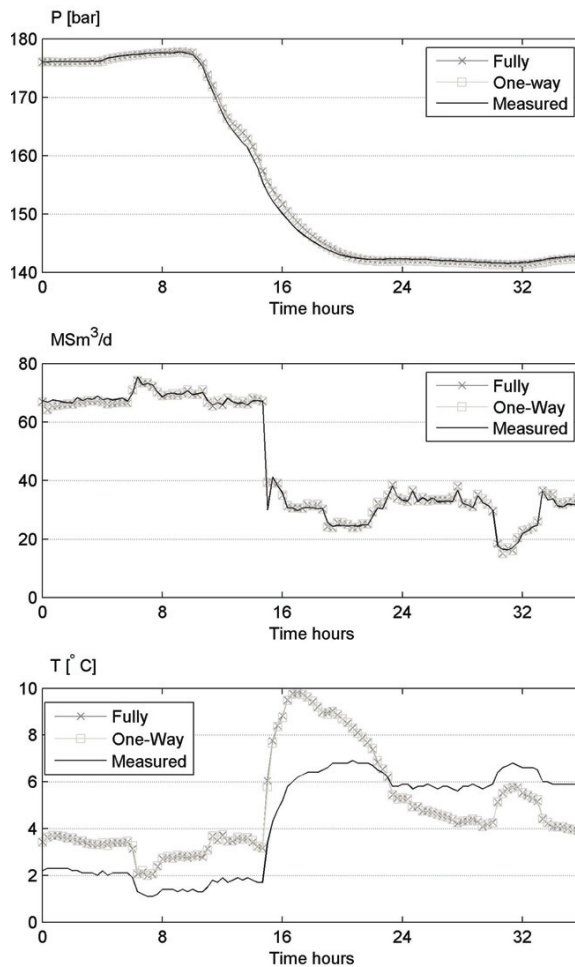 P [bar]
180
170
160
150
140
Fully
One-way
Measured
0 8 16 24 32
Time hours
MSm³/d
80
60
40
20
0
Fully
One-Way
Measured
0 8 16 24 32
Time hours
T [° C]
10
8
6
4
2
0
Fully
One-Way
Measured
0 8 16 24 32
Time hours